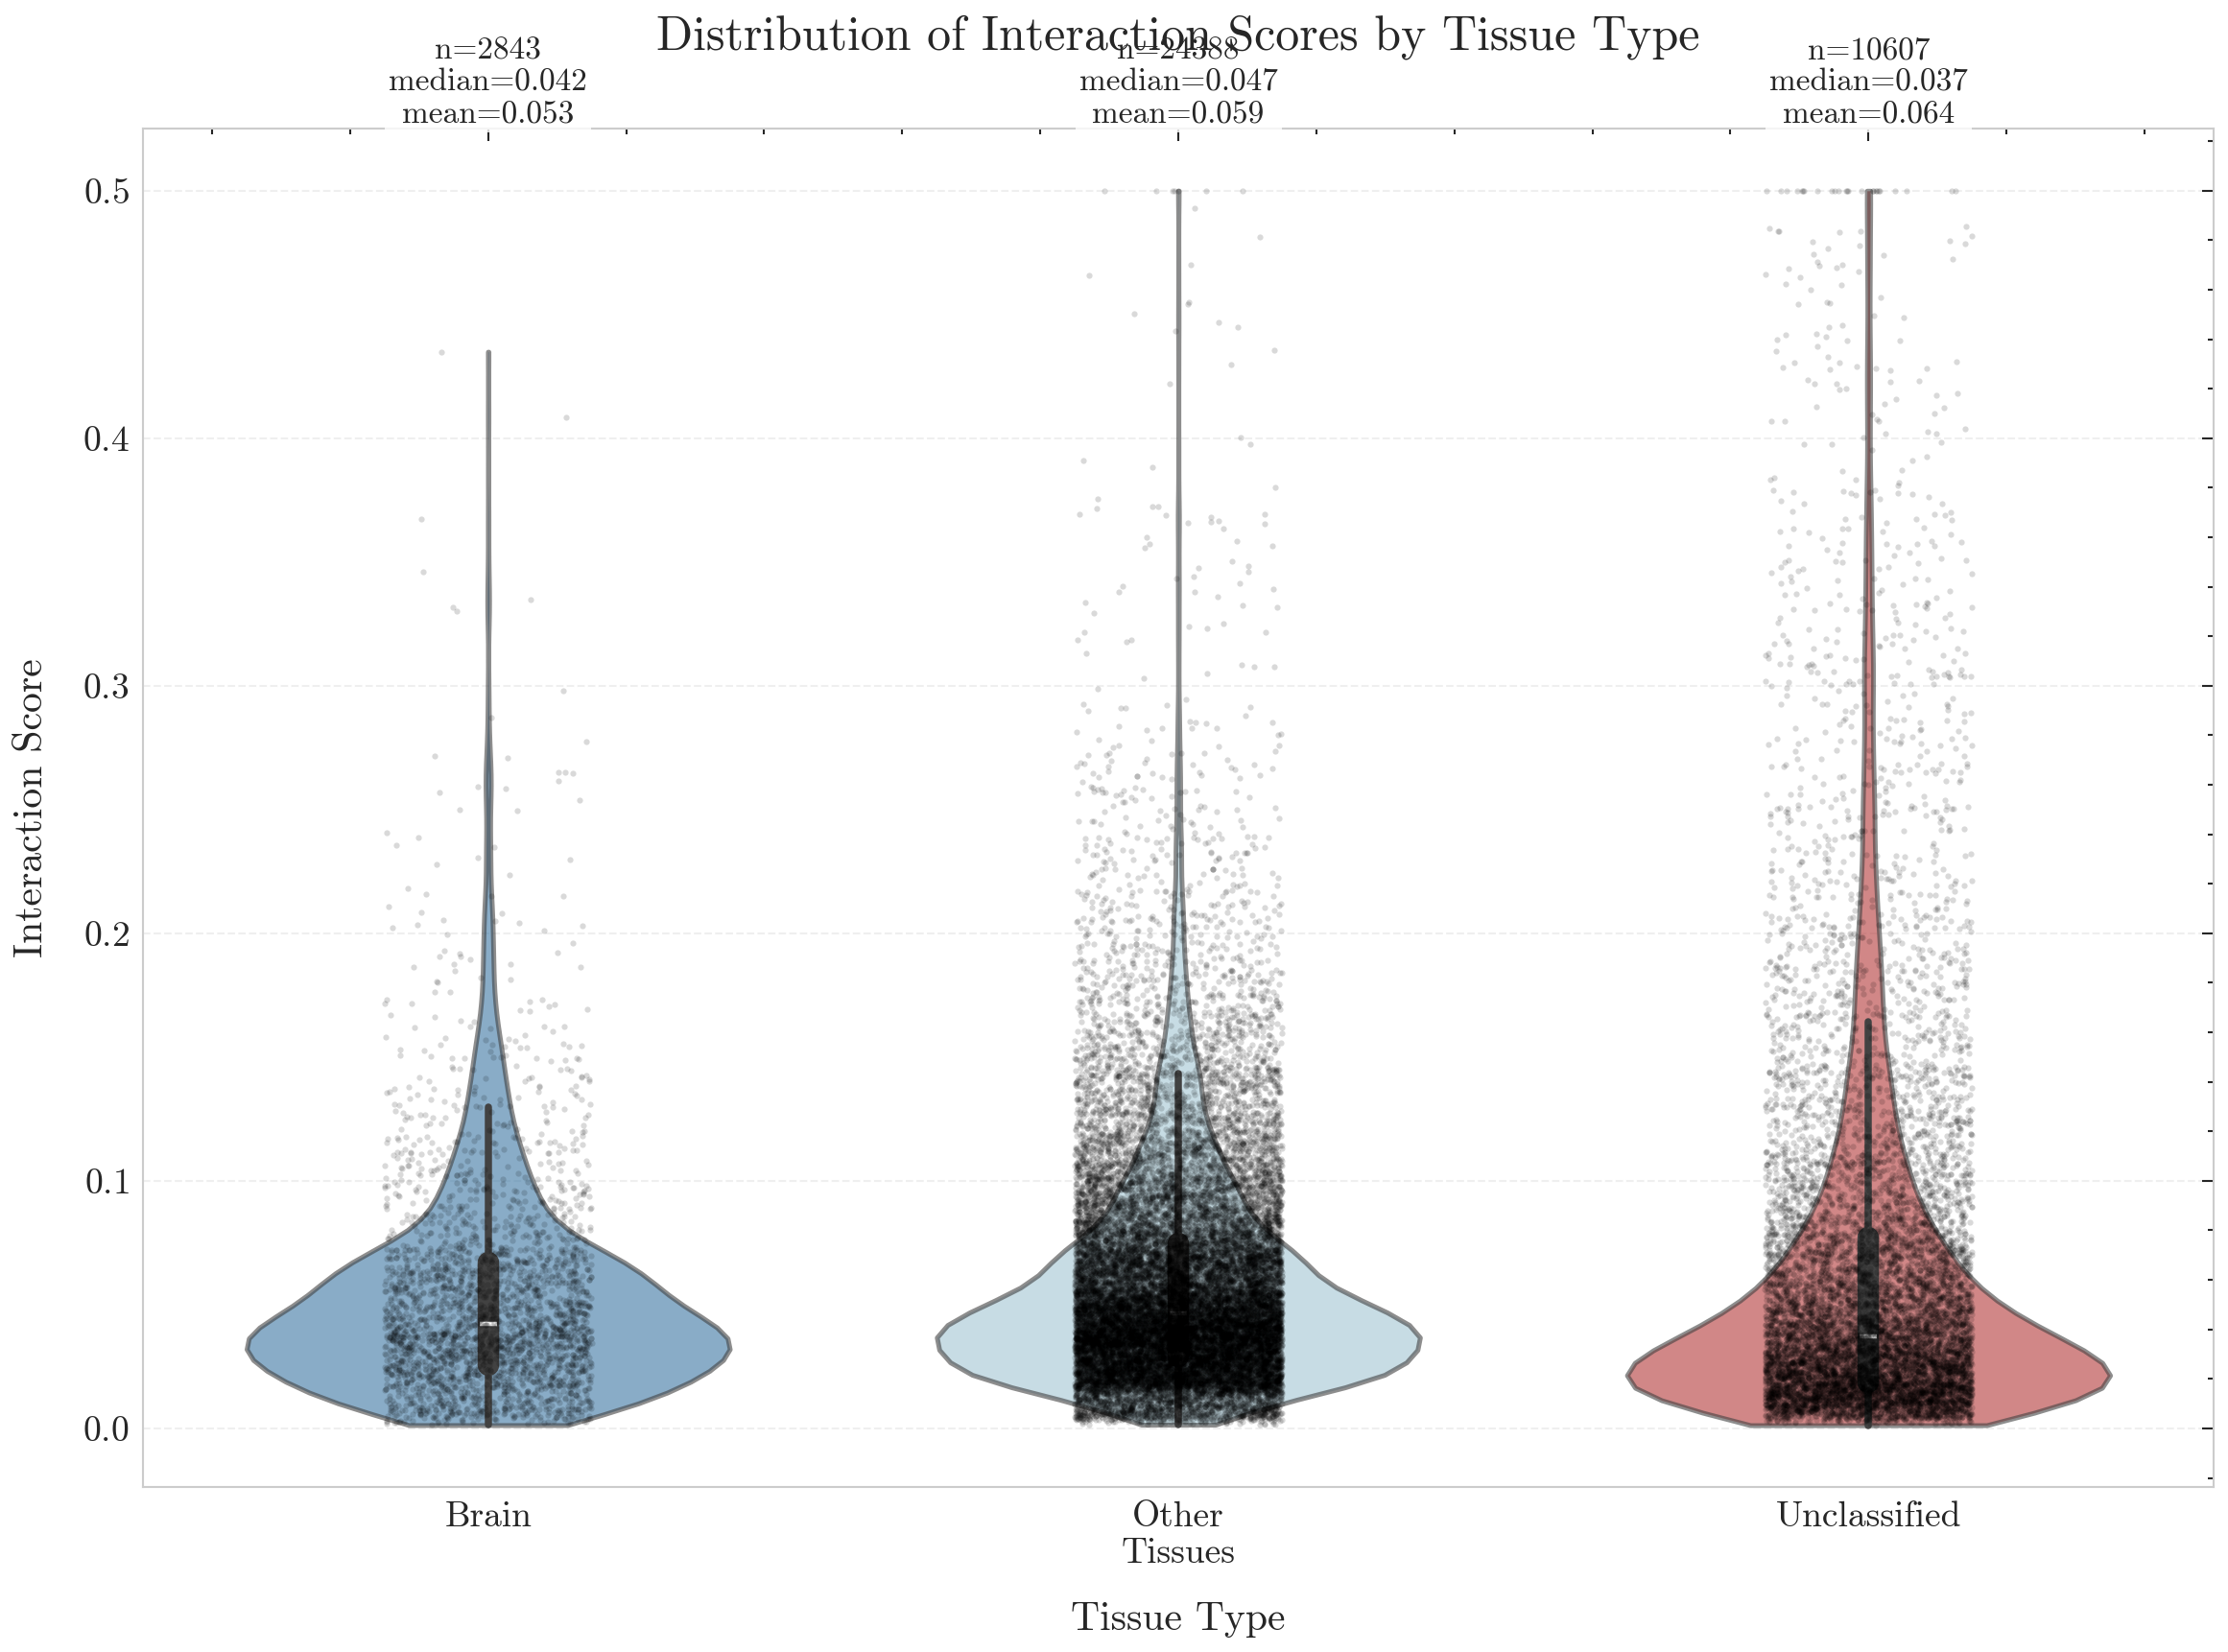 Distribution of Interaction Scores by Tissue Type
n=2843
median=0.042
mean=0.053
n=24388
median=0.047
mean=0.059
n=10607
median=0.037
mean=0.064
Interaction Score
0.5
0.4
0.3
0.2
0.1
0.0
Brain
Other
Tissues
Unclassified
Tissue Type